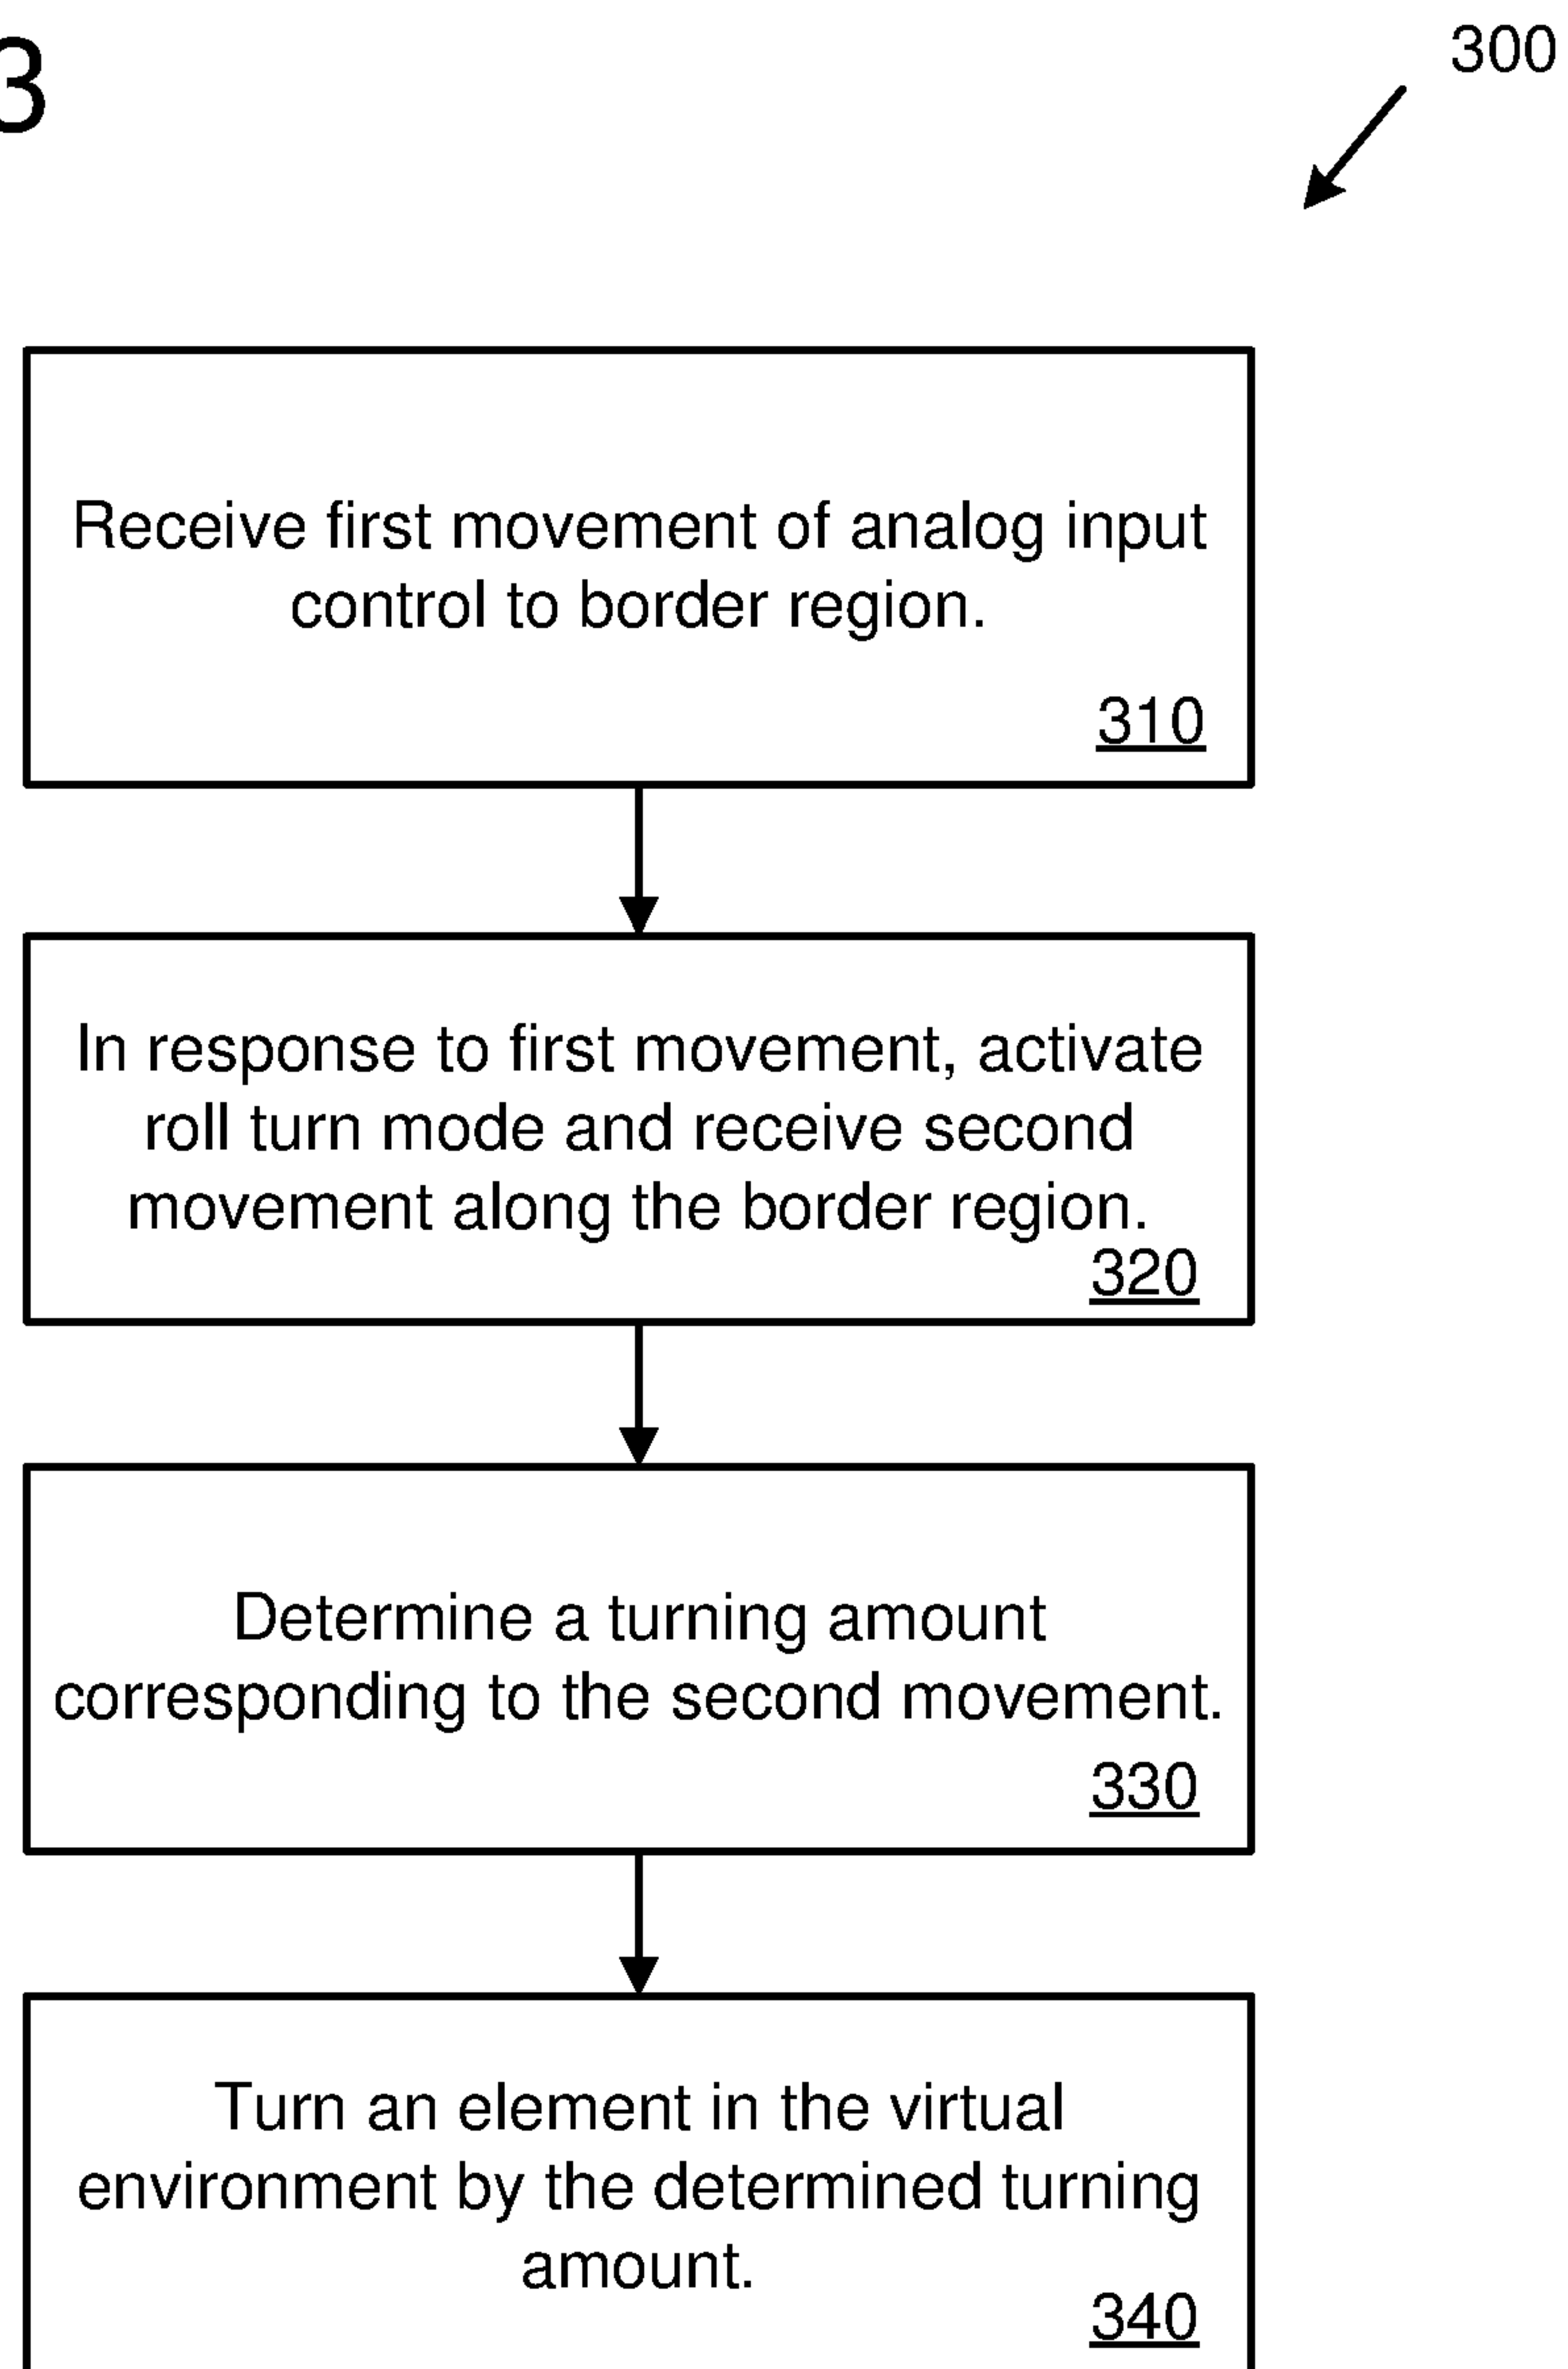 3
300
Receive first movement of analog input
control to border region.
310
In response to first movement, activate
roll turn mode and receive second
movement along the border region.
320
Determine a turning amount
corresponding to the second movement.
330
Turn an element in the virtual
environment by the determined turning
amount.
340